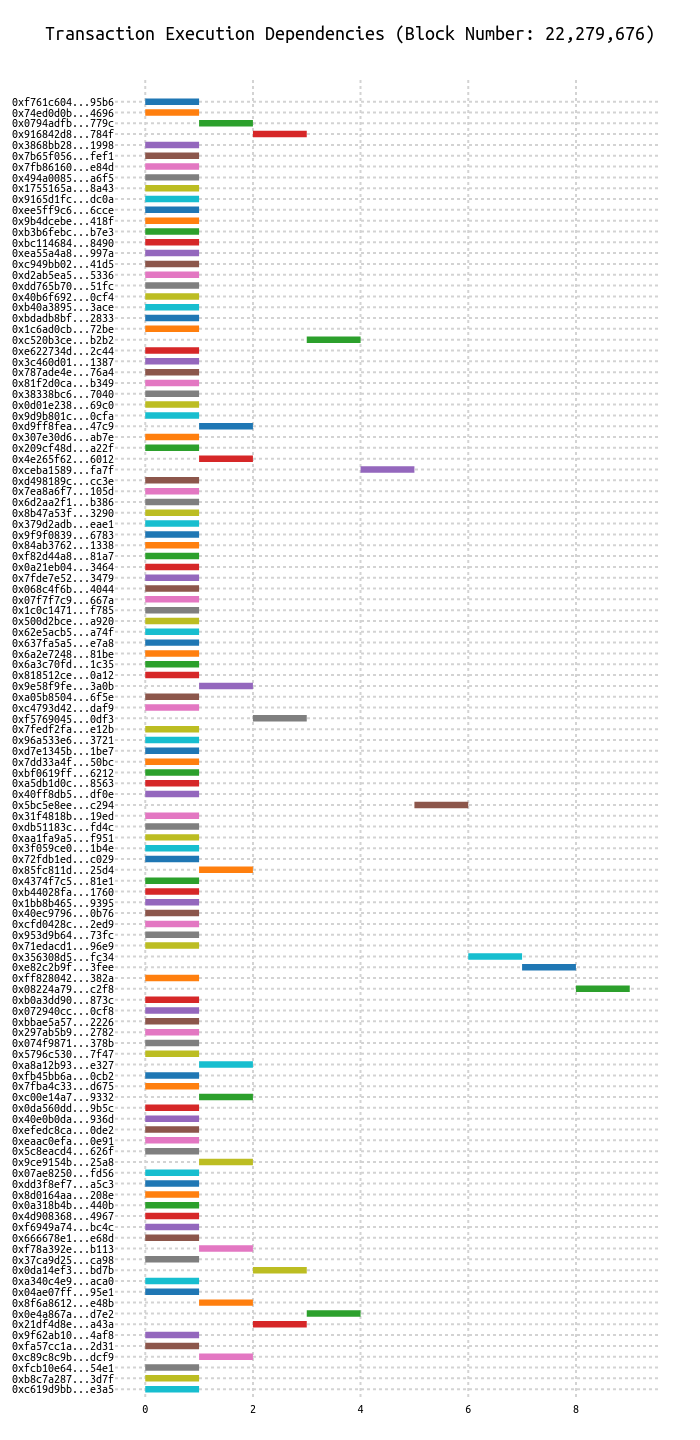 Transaction Execution Dependencies (Block Number: 22,279,676)
0xf761c604...95b6
0x74ed0d0b...4696
0x0794adfb...779c
0x916842d8...784f
0x3868bb28...1998
0x7b65f056...fef1
0x7fb86160...e84d
0x494a0085...a6f5
0x1755165a...8a43
0x9165d1fc...dc0a
0xee5ff9c6...6cce
0x9b4dcebe...418f
0xb3b6febc...b7e3
0xbc114684...8490
0xea55a4a8...997a
0xc949bb02...41d5
0xd2ab5ea5...5336
0xdd765b70...51fc
0x40b6f692...0cf4
0xb40a3895...3ace
0xbdadb8bf...2833
0x1c6ad0cb...72be
0xc520b3ce...b2b2
0xe622734d...2c44
0x3c460d01...1387
0x787ade4e...76a4
0x81f2d0ca...b349
0x38338bc6...7040
0x0d01e238...69c0
0x9d9b801c...0cfa
0xd9ff8fea...47c9
0x307e30d6...ab7e
0x209cf48d...a22f
0x4e265f62...6012
0xceba1589...fa7f
0xd498189c...cc3e
0x7ea8a6f7...105d
0x6d2aa2f1...b386
0x8b47a53f...3290
0x379d2adb...eae1
0x9f9f0839...6783
0x84ab3762...1338
0xf82d44a8...81a7
0x0a21eb04...3464
0x7fde7e52...3479
0x068c4f6b...4044
0x07f7f7c9...667a
0x1c0c1471...f785
0x500d2bce...a920
0x62e5acb5...a74f
0x637fa5a5...e7a8
0x6a2e7248...81be
0x6a3c70fd...1c35
0x818512ce...0a12
0x9e58f9fe...3a0b
0xa05b8504...6f5e
0xc4793d42...daf9
0xf5769045...0df3
0x7fedf2fa...e12b
0x96a533e6...3721
0xd7e1345b...1be7
0x7dd33a4f...50bc
0xbf0619ff...6212
0xa5db1d0c...8563
0x40ff8db5...df0e
0x5bc5e8ee...c294
0x31f4818b...19ed
0xdb51183c...fd4c
0xaa1fa9a5...f951
0x3f059ce0...1b4e
0x72fdb1ed...c029
0x85fc811d...25d4
0x4374f7c5...81e1
0xb44028fa...1760
0x1bb8b465...9395
0x40ec9796...0b76
0xcfd0428c...2ed9
0x953d9b64...73fc
0x71edacd1...96e9
0x356308d5...fc34
0xe82c2b9f...3fee
0xff828042...382a
0x08224a79...c2f8
0xb0a3dd90...873c
0x072940cc...0cf8
0xbbae5a57...2226
0x297ab5b9...2782
0x074f9871...378b
0x5796c530...7f47
0xa8a12b93...e327
0xfb45bb6a...0cb2
0x7fba4c33...d675
0xc00e14a7...9332
0x0da560dd...9b5c
0x40e0b0da...936d
0xefedc8ca...0de2
0xeaac0efa...0e91
0x5c8eacd4...626f
0x9ce9154b...25a8
0x07ae8250...fd56
0xdd3f8ef7...a5c3
0x8d0164aa...208e
0x0a318b4b...440b
0x4d908368...4967
0xf6949a74...bc4c
0x666678e1...e68d
0xf78a392e...b113
0x37ca9d25...ca98
0x0da14ef3...bd7b
0xa340c4e9...aca0
0x04ae07ff...95e1
0x8f6a8612...e48b
0x0e4a867a...d7e2
0x21df4d8e...a43a
0x9f62ab10...4af8
0xfa57cc1a...2d31
0xc89c8c9b...dcf9
0xfcb10e64...54e1
0xb8c7a287...3d7f
0xc619d9bb...e3a5
0 2 4 6 8